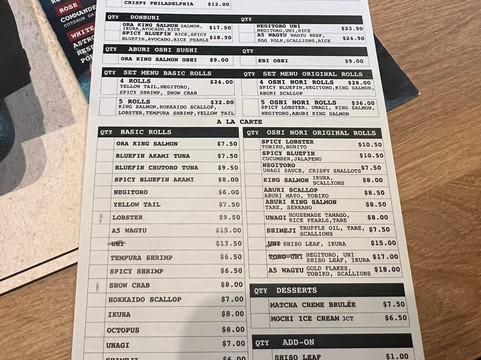 ROSE
COMMANDE
WHITE
CRISPY PHILADELPHIA $12.00
QTY DONBURI
ORA KING SALMON SALMON, IKURA,AVOCADO,RICE $17.50
SPICY BLUEFIN RICE,SPICY BLUEFIN,AVOCADO,RICE PEARLS $18.50
QTY
NEGITORO UNI NEGITORO,UNI,RICE $23.50
A5 WAGYU WAGYU BEEF, EGG YOLK,SCALLIONS,RICE $24.50
QTY ABURI OSHI SUSHI
ORA KING SALMON OSHI $9.00
QTY
EBI OSHI $9.00
QTY SET MENU BASIC ROLLS
4 ROLLS $24.00
YELLOW TAIL,NEGITORO,
SPICY SHRIMP, SNOW CRAB
5 ROLLS $32.00
KING SALMON,HOKKAIDO SCALLOP,
LOBSTER,TEMPURA SHRIMP,YELLOW TAIL
QTY SET MENU ORIGINAL ROLLS
4 OSHI NORI ROLLS $28.00
SPICY BLUEFIN,NEGITORO,KING SALMON,
ABURI SCALLOP
5 OSHI NORI ROLLS $36.00
SPICY LOBSTER, UNAGI, KING SALMON,
A LA CARTE
QTY BASIC ROLLS
ORA KING SALMON $7.50
BLUEFIN AKAMI TUNA $7.50
BLUEFIN CHUTORO TUNA $9.50
SPICY BLUEFIN AKAMI $8.00
NEGITORO $6.00
YELLOW TAIL $7.50
LOBSTER $9.50
A5 WAGYU $15.00
UNI $13.50
TEMPURA SHRIMP $6.50
SPICY SHRIMP $6.50
SNOW CRAB $8.00
HOKKAIDO SCALLOP $7.00
IKURA $8.00
OCTOPUS $8.00
UNAGI $7.00
SHIMEJI $6.00
QTY OSHI NORI ORIGINAL ROLLS
SPICY LOBSTER $10.50
TOBIKO,BONITO
SPICY BLUEFIN $10.50
CUCUMBER,JALAPENO
NEGITORO $7.50
UNAGI SAUCE, CRISPY SHALLOTS
KING SALMON IKURA, SCALLIONS $8.00
ABURI SCALLOP $8.50
ABURI MAYO, TOBIKO
ABURI KING SALMON $8.50
TARE, SERRANO
UNAGI HOUSEMADE TAMAGO, RICE PEARLS,TARE $8.00
SHIMEJI TRUFFLE OIL, TARE, SCALLIONS $7.50
UNI SHISO LEAF, IKURA $15.00
TORO-UNI NEGITORO, UNI SHISO LEAF, IKURA $17.00
A5 WAGYU GOLD FLAKES, TOBIKO, SCALLIONS $18.00
QTY DESSERTS
MATCHA CREME BRULÉE $7.50
MOCHI ICE CREAM 3CT $6.50
QTY ADD-ON
SHISO LEAF $1.00